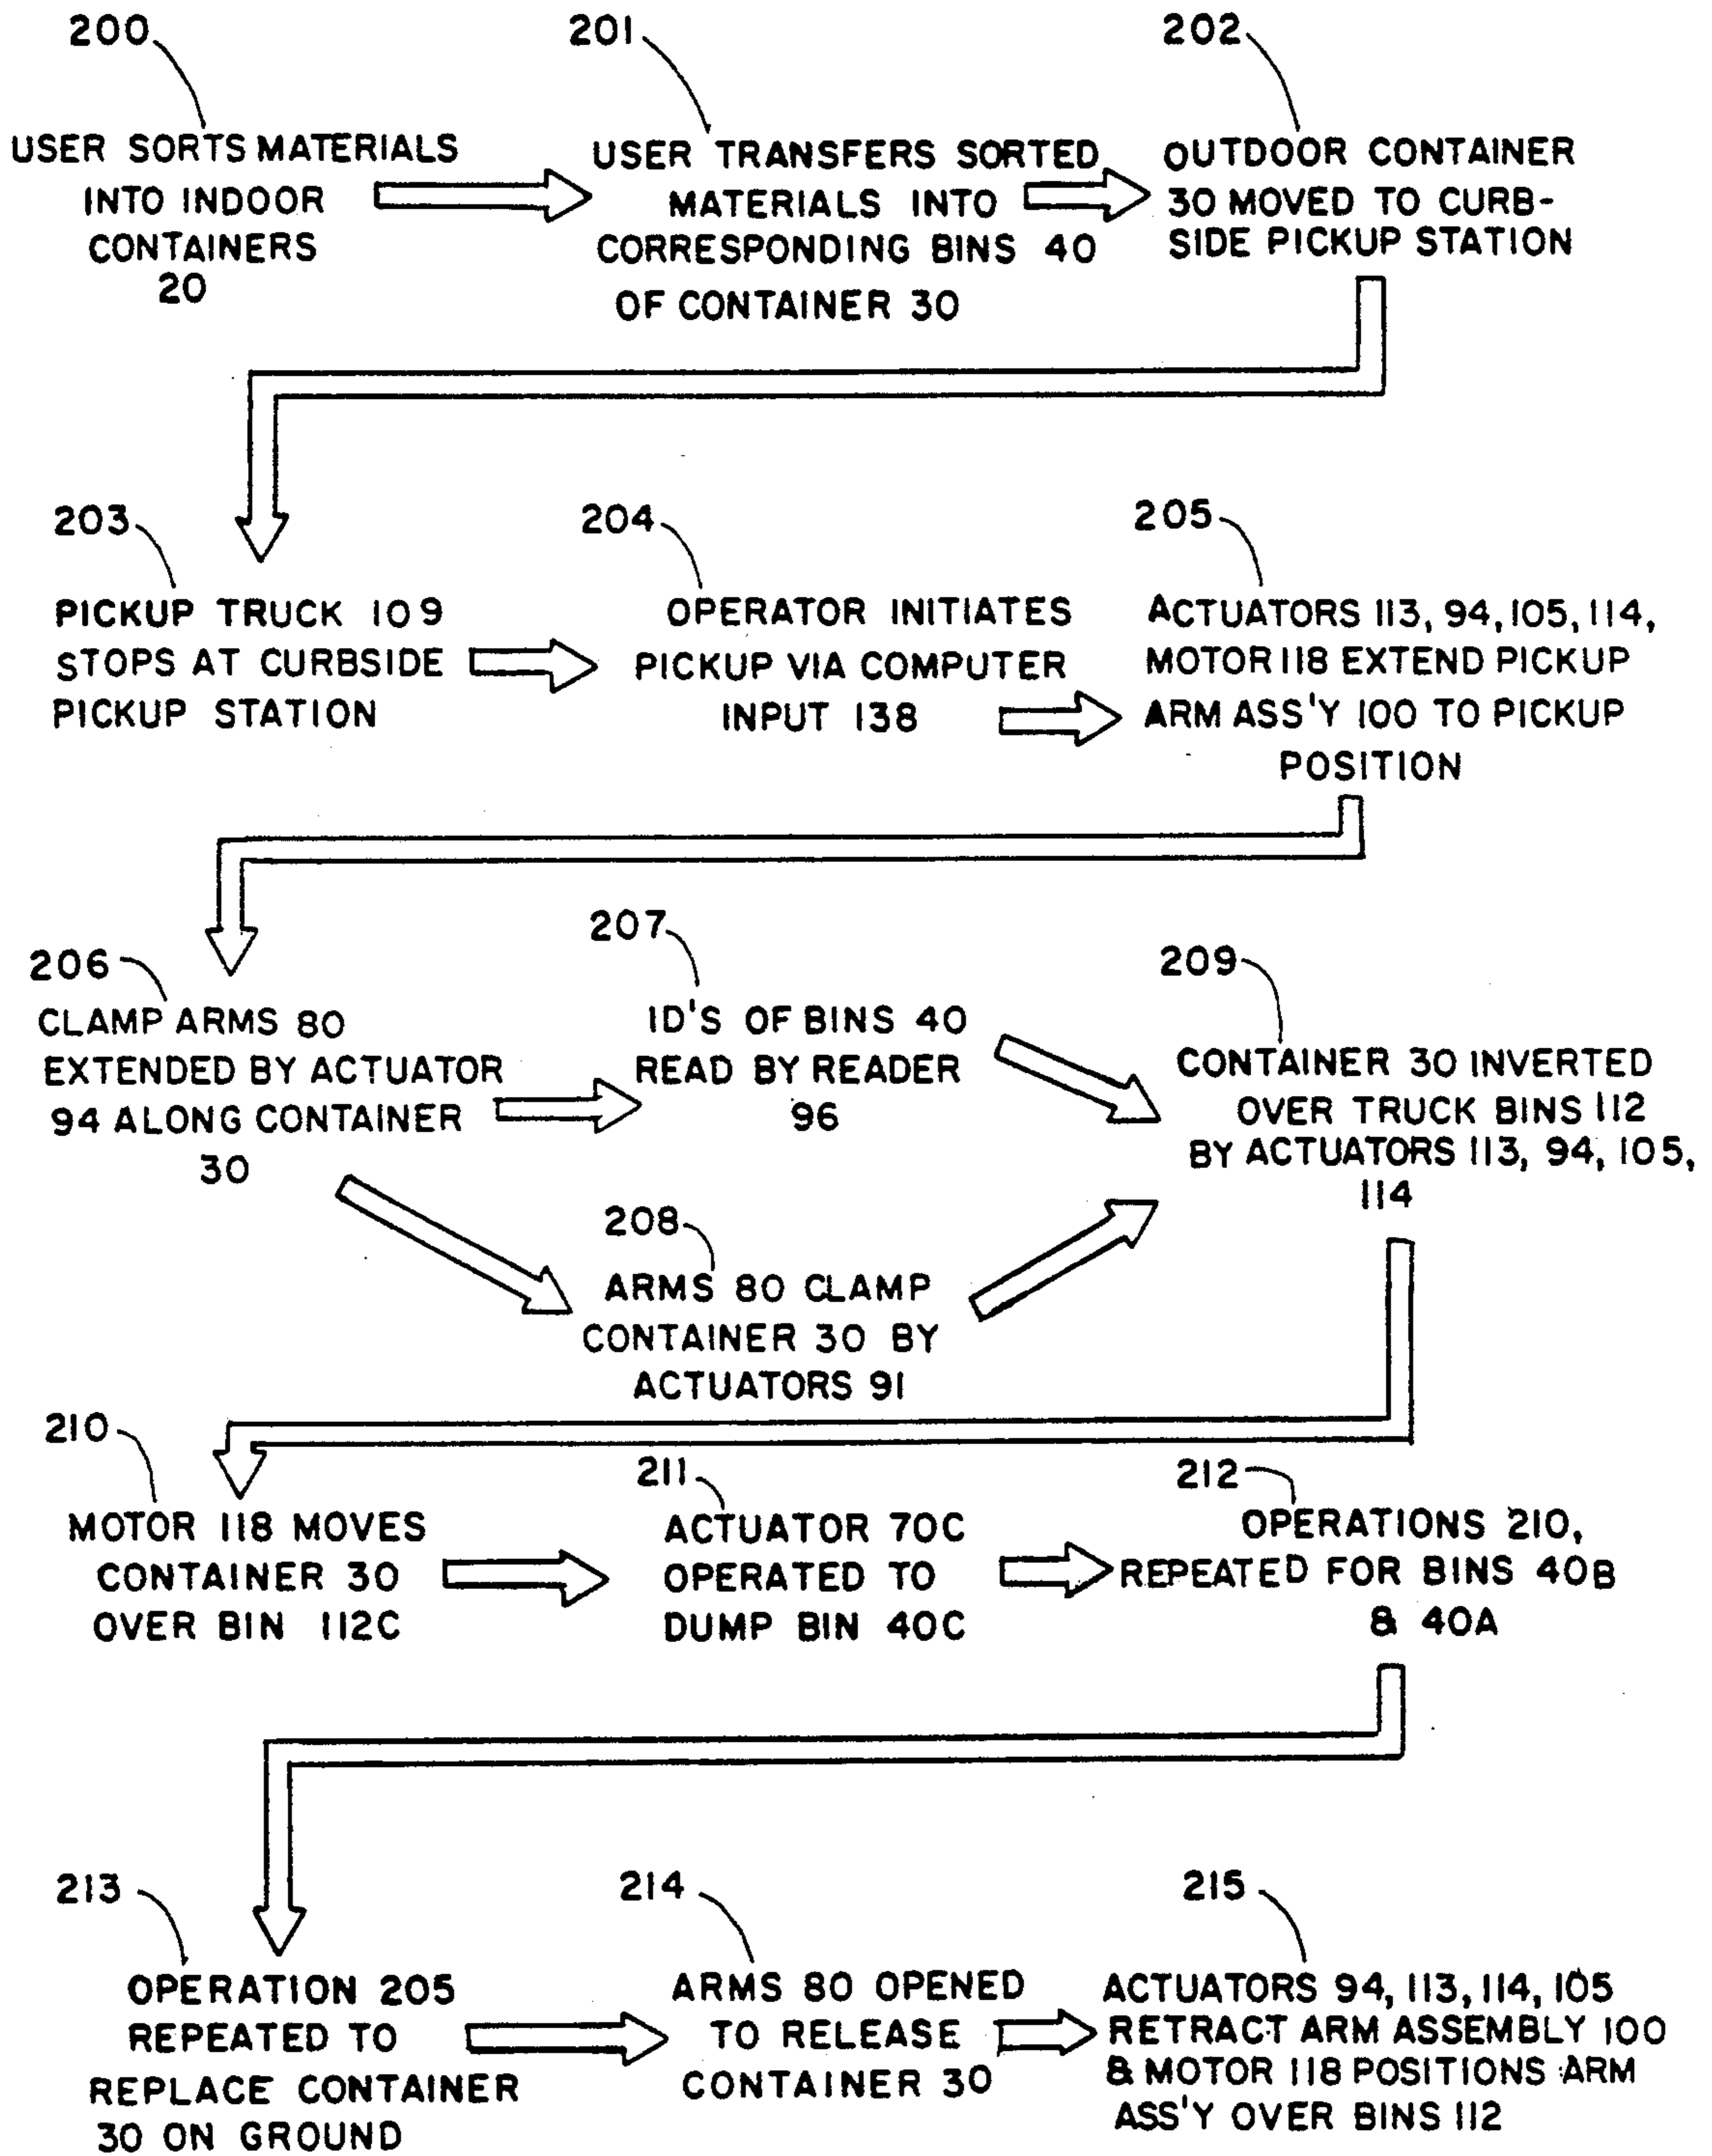 200
USER SORTS MATERIALS
INTO INDOOR
CONTAINERS
20
201
USER TRANSFERS SORTED
MATERIALS INTO
CORRESPONDING BINS 40
OF CONTAINER 30
202
OUTDOOR CONTAINER
30 MOVED TO CURB-
SIDE PICKUP STATION
203
PICKUP TRUCK 109
STOPS AT CURBSIDE
PICKUP STATION
204
OPERATOR INITIATES
PICKUP VIA COMPUTER
INPUT 138
205
ACTUATORS 113, 94, 105, 114,
MOTOR 118 EXTEND PICKUP
ARM ASS'Y 100 TO PICKUP
POSITION
206
CLAMP ARMS 80
EXTENDED BY ACTUATOR
94 ALONG CONTAINER
30
207
ID'S OF BINS 40
READ BY READER
96
208
ARMS 80 CLAMP
CONTAINER 30 BY
ACTUATORS 91
209
CONTAINER 30 INVERTED
OVER TRUCK BINS 112
BY ACTUATORS 113, 94, 105,
114
210
MOTOR 118 MOVES
CONTAINER 30
OVER BIN 112C
211
ACTUATOR 70C
OPERATED TO
DUMP BIN 40C
212
OPERATIONS 210,
REPEATED FOR BINS 40B
& 40A
213
OPERATION 205
REPEATED TO
REPLACE CONTAINER
30 ON GROUND
214
ARMS 80 OPENED
TO RELEASE
CONTAINER 30
215
ACTUATORS 94, 113, 114, 105
RETRACT ARM ASSEMBLY 100
& MOTOR 118 POSITIONS ARM
ASS'Y OVER BINS 112